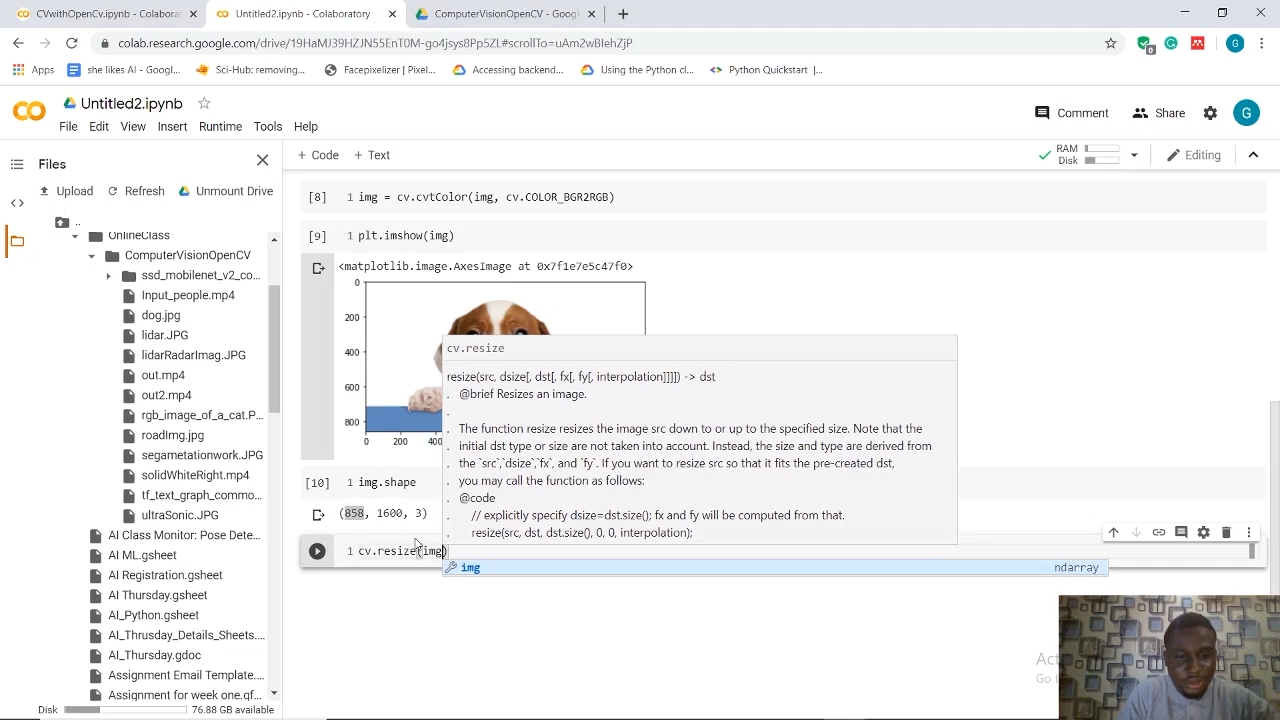 CVwithOpenCV.ipynb - Colaborat
Untitled2.ipynb - Colaboratory
ComputerVisionOpenCV - Googl
colab.research.google.com/drive/19HaMJ39HZJN55EnT0M-go4jsys8Pp5ZL#scrollTo=uAm2wBlehZjP
Apps
she likes AI - Googl...
Sci-Hub: removing...
Facepixelizer | Pixel...
Accessing backend...
Using the Python cl...
Python Quickstart |...
Untitled2.ipynb
File Edit View Insert Runtime Tools Help
Comment
Share
G
Files
Upload
Refresh
Unmount Drive
..
OnlineClass
ComputerVisionOpenCV
ssd_mobilenet_v2_co...
Input_people.mp4
dog.jpg
lidar.JPG
lidarRadarImag.JPG
out.mp4
out2.mp4
rgb_image_of_a_cat.P...
roadImg.jpg
segametationwork.JPG
solidWhiteRight.mp4
tf_text_graph_commo...
ultraSonic.JPG
AI Class Monitor: Pose Dete...
AI ML.gsheet
AI Registration.gsheet
AI Thursday.gsheet
AI_Python.gsheet
AI_Thrusday_Details_Sheets....
AI_Thursday.gdoc
Assignment Email Template....
Assignment for week one.gf...
Disk
76.88 GB available
+ Code + Text
RAM
Disk
Editing
[8] 1 img = cv.cvtColor(img, cv.COLOR_BGR2RGB)
[9] 1 plt.imshow(img)
<matplotlib.image.AxesImage at 0x7f1e7e5c47f0>
0
200
400
600
800
0 200 400
cv.resize
resize(src, dsize[, dst[, fx[, fy[, interpolation]]]]) -> dst
. @brief Resizes an image.
.
. The function resize resizes the image src down to or up to the specified size. Note that the
. initial dst type or size are not taken into account. Instead, the size and type are derived from
. the `src`,`dsize`,`fx`, and `fy`. If you want to resize src so that it fits the pre-created dst,
. you may call the function as follows:
. @code
. // explicitly specify dsize=dst.size(); fx and fy will be computed from that.
. resize(src, dst, dst.size(), 0, 0, interpolation);
[10] img.shape
(858, 1600, 3)
1 cv.resize(img)
img ndarray